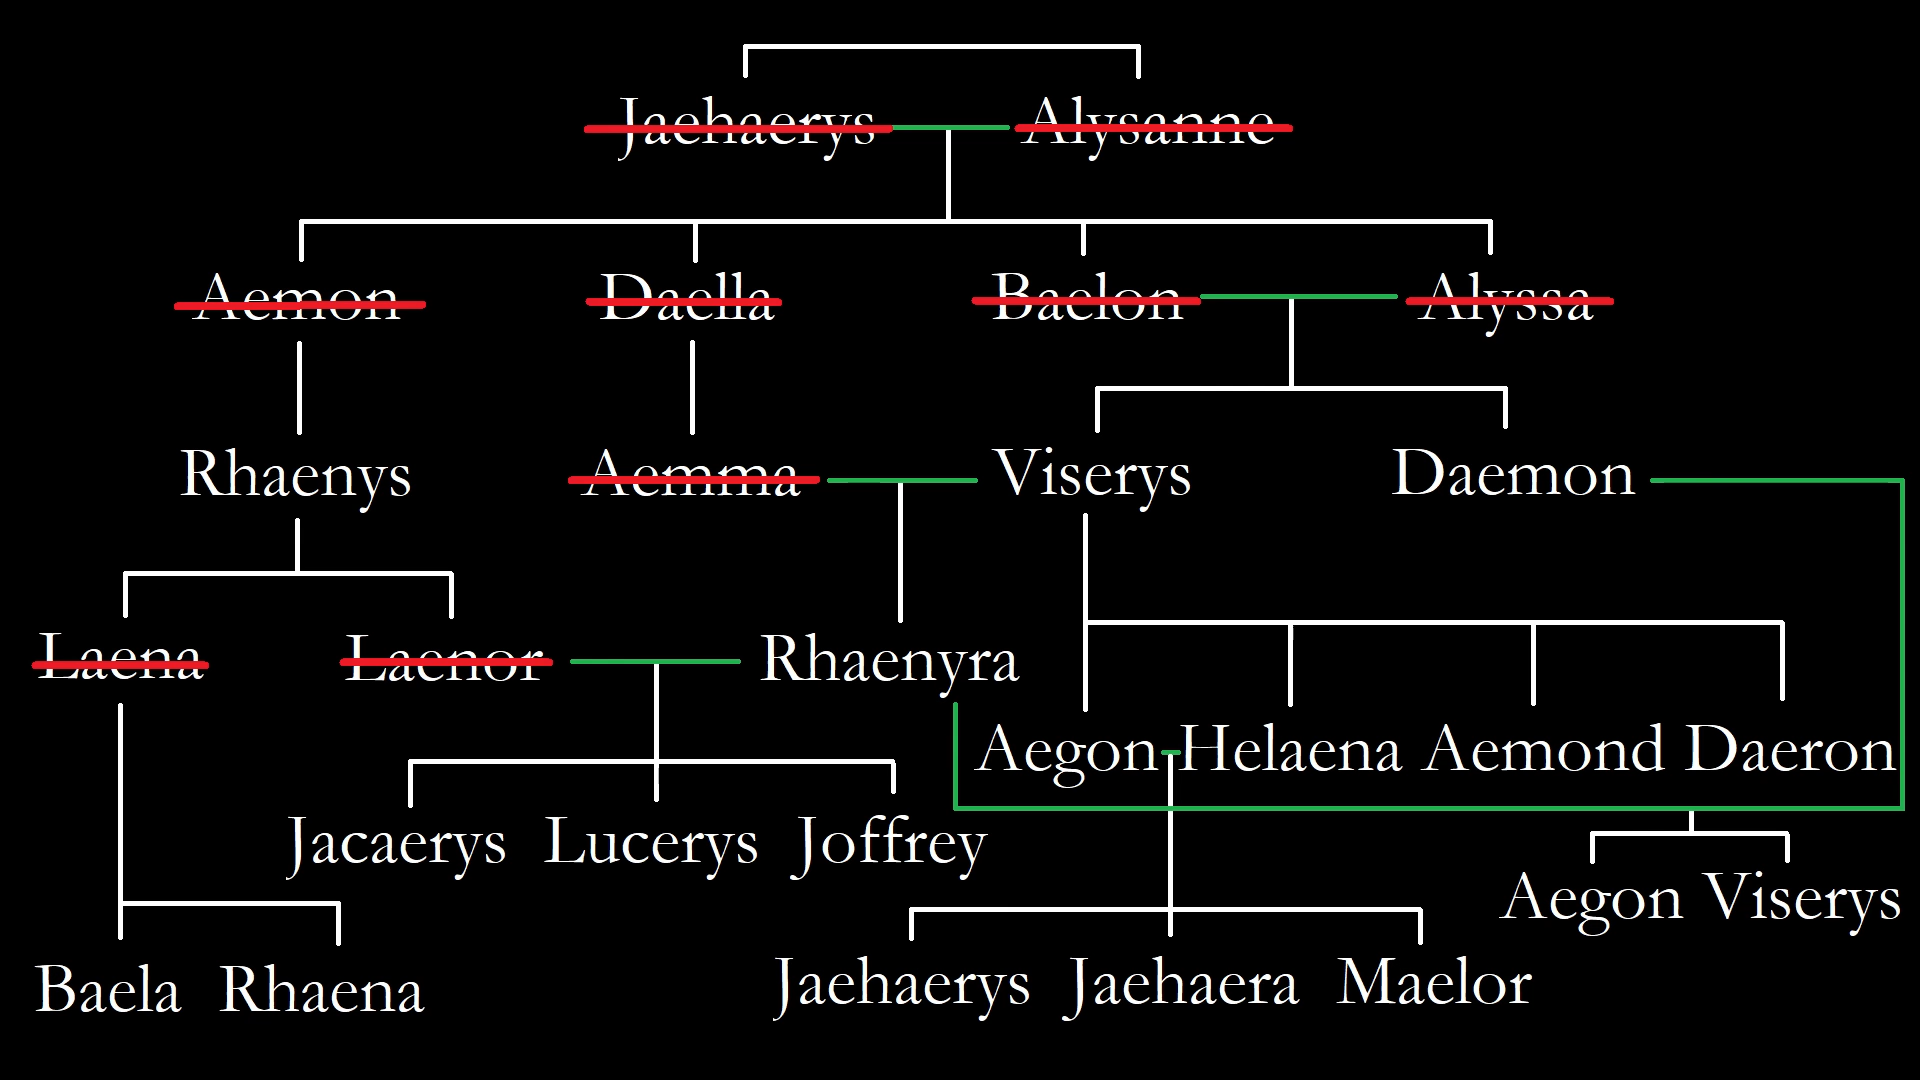 Jaehaerys Alysanne
Aemon Daella Baelon Alyssa
Rhaenys Aemma Viserys Daemon
Laena Laenor Rhaenyra
Aegon Helaena Aemond Daeron
Jacaerys Lucerys Joffrey
Aegon Viserys
Baela Rhaena Jaehaerys Jaehaera Maelor